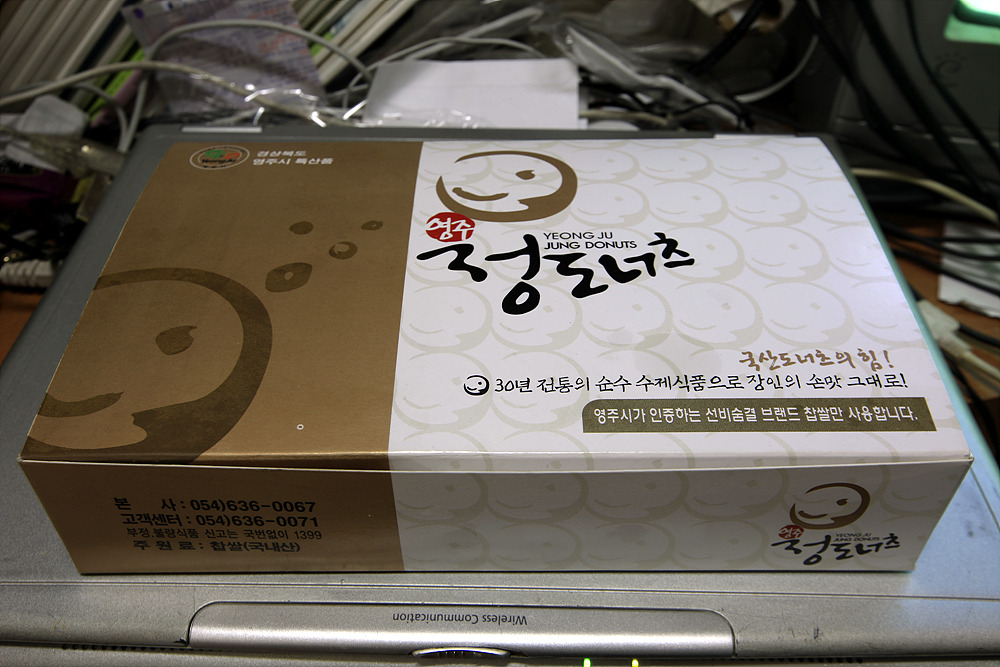 경상북도
영주시 특산품
영주
YEONG JU
JUNG DONUTS
정도너츠
국산도너츠의 힘!
30년 전통의 순수 수제식품으로 장인의 손맛 그대로!
영주시가 인증하는 선비숨결 브랜드 찹쌀만 사용합니다.
본 사 : 054)636-0067
고객센터 : 054)636-0071
부정,불량식품 신고는 국번없이 1399
주 원 료 : 찹쌀(국내산)
영주
YEONG JU
JUNG DONUTS
정도너츠
Wireless Communication